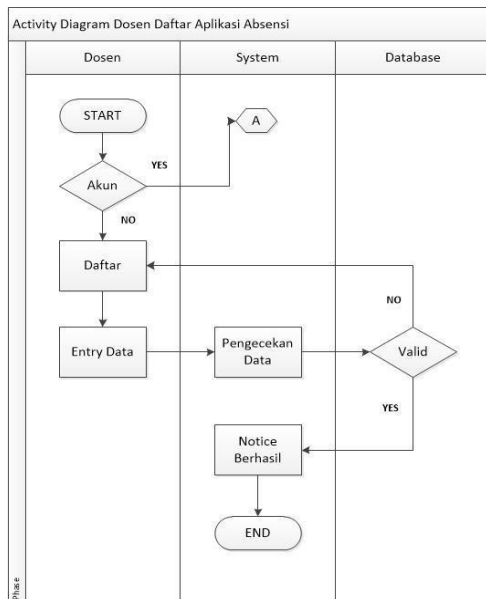 Activity Diagram Dosen Daftar Aplikasi Absensi
Dosen
System
Database
START
A
YES
Akun
NO
Daftar
NO
Entry Data
Pengecekan
Data
Valid
YES
Notice
Berhasil
END
Phase